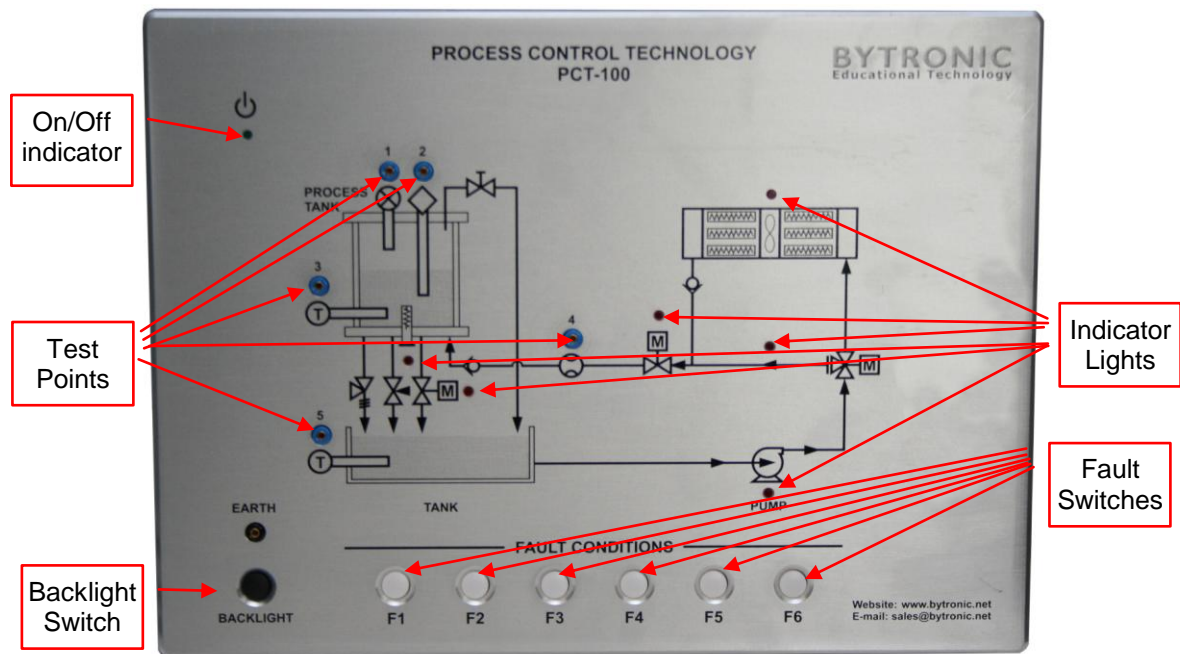 PROCESS CONTROL TECHNOLOGY
PCT-100
BYTRONIC
Educational Technology
On/Off
indicator
1
2
PROCESS
TANK
3
T
4
M
M
M
Test
Points
Indicator
Lights
5
T
Fault
Switches
EARTH
TANK
PUMP
FAULT CONDITIONS
Backlight
Switch
BACKLIGHT
F1
F2
F3
F4
F5
F6
Website: www.bytronic.net
E-mail: sales@bytronic.net